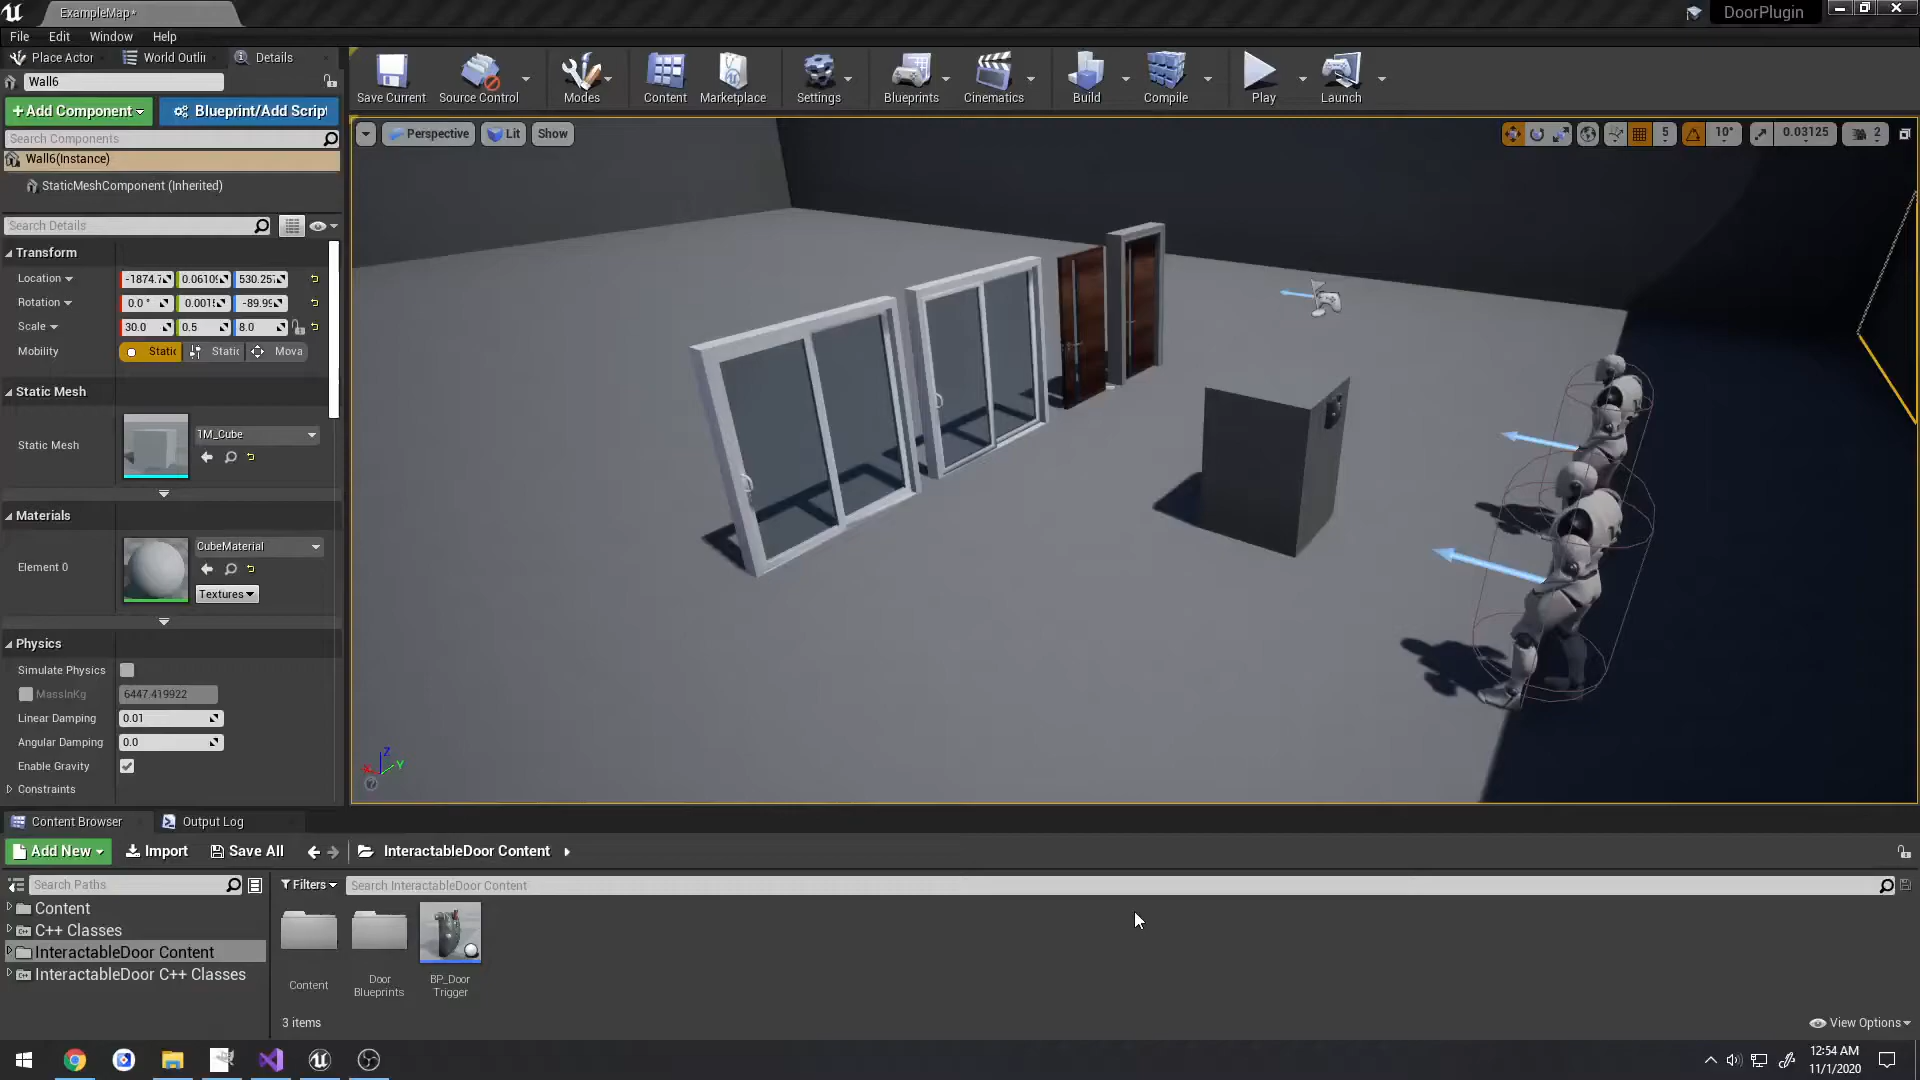 ExampleMap*
DoorPlugin
File Edit Window Help
Place Actor World Outli Details
Wall6
+Add Component Blueprint/Add Script
Search Components
Wall6(Instance)
StaticMeshComponent (Inherited)
Search Details
Transform
Location -1874.7 0.0610 530.25
Rotation 0.0 ° 0.001 -89.99
Scale 30.0 0.5 8.0
Mobility Static Static Mova
Static Mesh
Static Mesh 1M_Cube
Materials
Element 0 CubeMaterial
Textures
Physics
Simulate Physics
MassInKg 6447.419922
Linear Damping 0.01
Angular Damping 0.0
Enable Gravity
Constraints
Save Current Source Control Modes Content Marketplace Settings Blueprints Cinematics Build Compile Play Launch
Perspective Lit Show
5 10° 0.03125 2
Z
X Y
Content Browser Output Log
Add New Import Save All InteractableDoor Content
Search Paths Filters Search InteractableDoor Content
Content
C++ Classes
InteractableDoor Content
InteractableDoor C++ Classes
Content
Door
Blueprints
BP_Door
Trigger
3 items
View Options
12:54 AM
11/1/2020